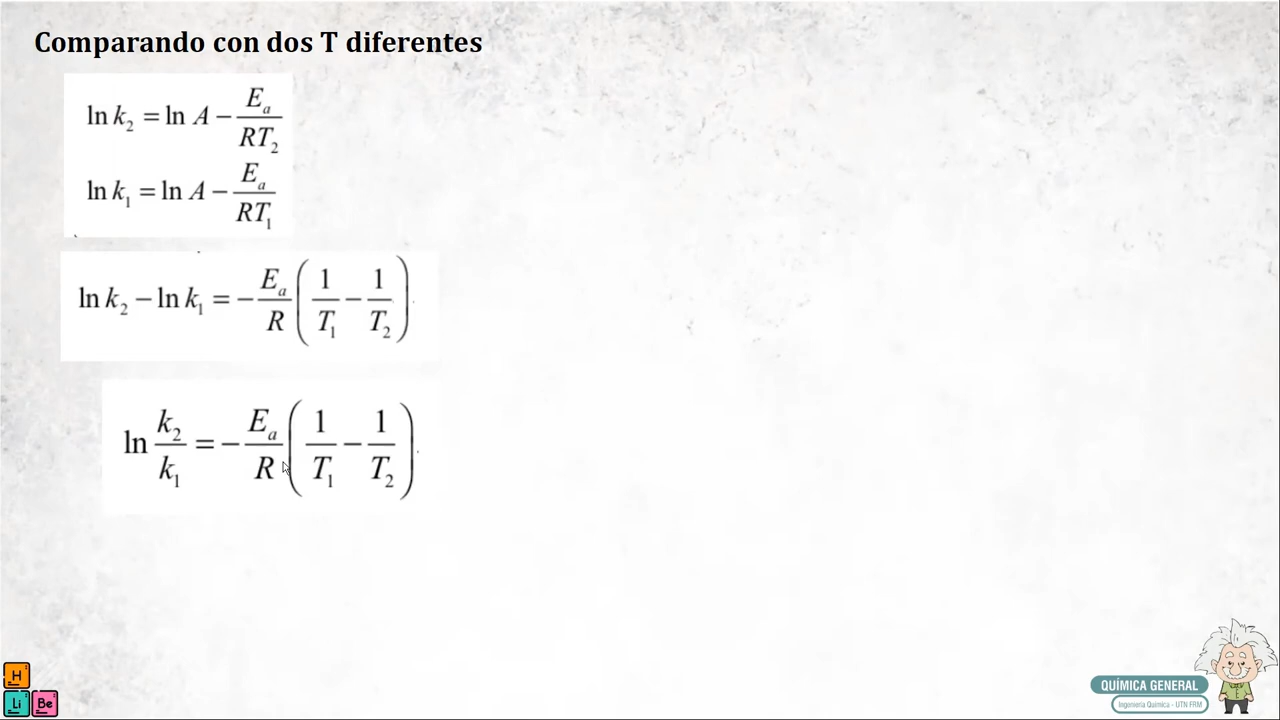 Comparando con dos T diferentes
ln k₂ = ln A − Eₐ/RT₂
ln k₁ = ln A − Eₐ/RT₁
ln k₂ − ln k₁ = − Eₐ/R (1/T₁ − 1/T₂).
ln k₂/k₁ = − Eₐ/R (1/T₁ − 1/T₂).
H
Li Be
QUÍMICA GENERAL
Ingeniería Química - UTN FRM